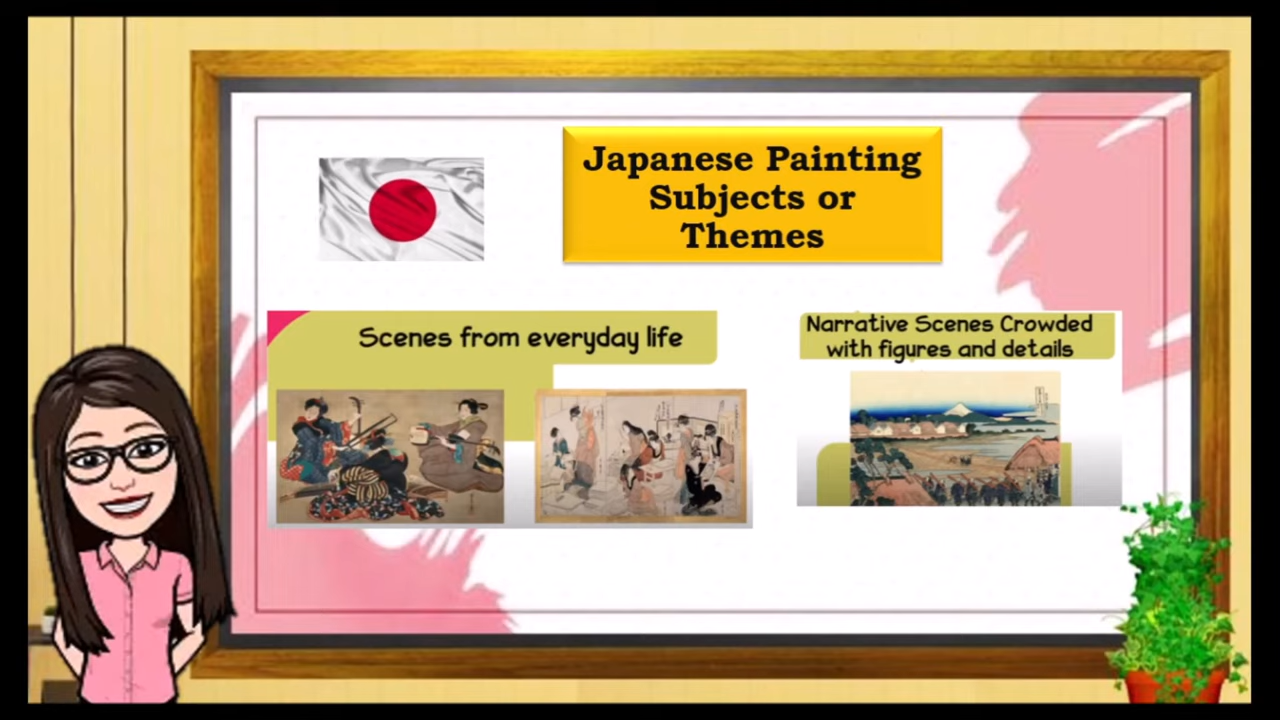 Japanese Painting
Subjects or
Themes
Scenes from everyday life
Narrative Scenes Crowded
with figures and details